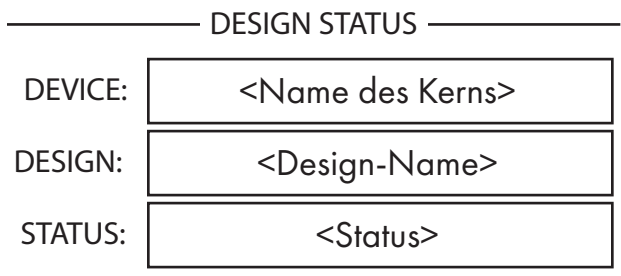 DESIGN STATUS
DEVICE: <Name des Kerns>
DESIGN: <Design-Name>
STATUS: <Status>